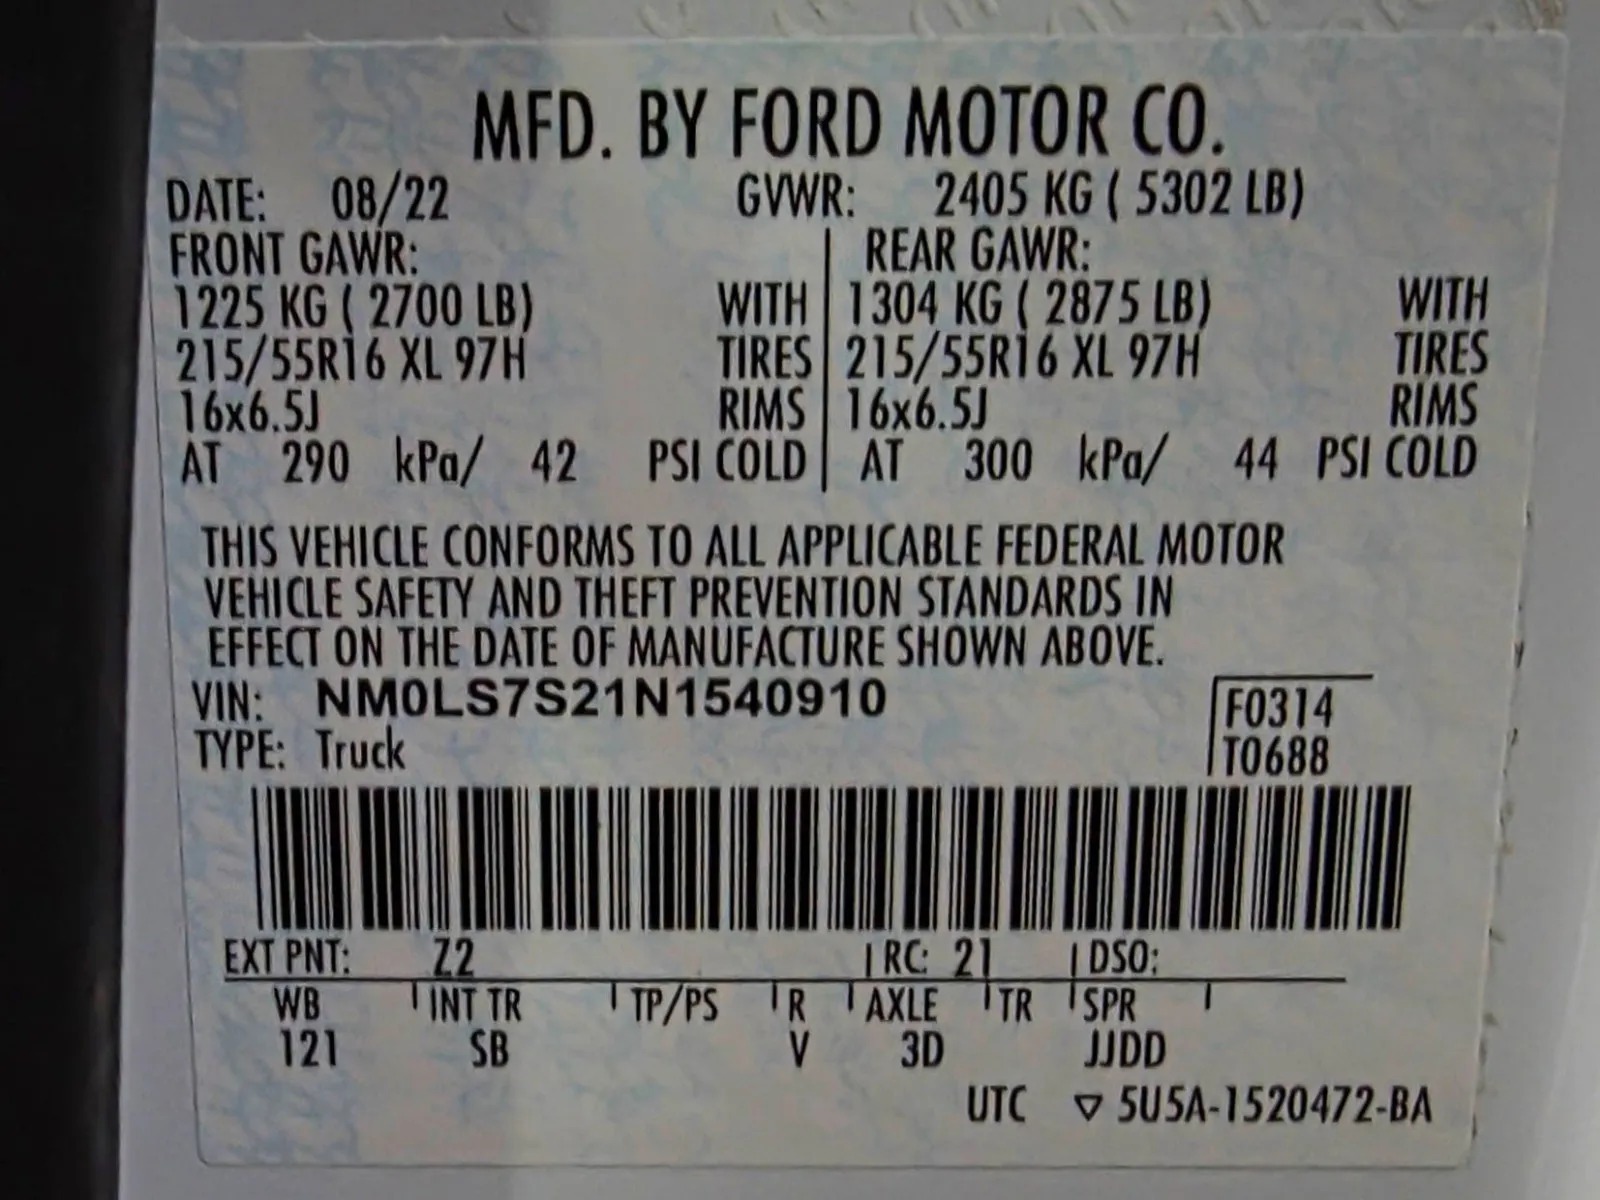 MFD. BY FORD MOTOR CO.
DATE: 08/22 GVWR: 2405 KG ( 5302 LB)
FRONT GAWR: REAR GAWR:
1225 KG ( 2700 LB) WITH 1304 KG ( 2875 LB) WITH
215/55R16 XL 97H TIRES 215/55R16 XL 97H TIRES
16x6.5J RIMS 16x6.5J RIMS
AT 290 kPa/ 42 PSI COLD AT 300 kPa/ 44 PSI COLD
THIS VEHICLE CONFORMS TO ALL APPLICABLE FEDERAL MOTOR
VEHICLE SAFETY AND THEFT PREVENTION STANDARDS IN
EFFECT ON THE DATE OF MANUFACTURE SHOWN ABOVE.
VIN: NM0LS7S21N1540910 F0314
TYPE: Truck T0688
EXT PNT: Z2 RC: 21 DSO:
WB INT TR TP/PS R AXLE TR SPR
121 SB V 3D JJDD
UTC ▽ 5U5A-1520472-BA